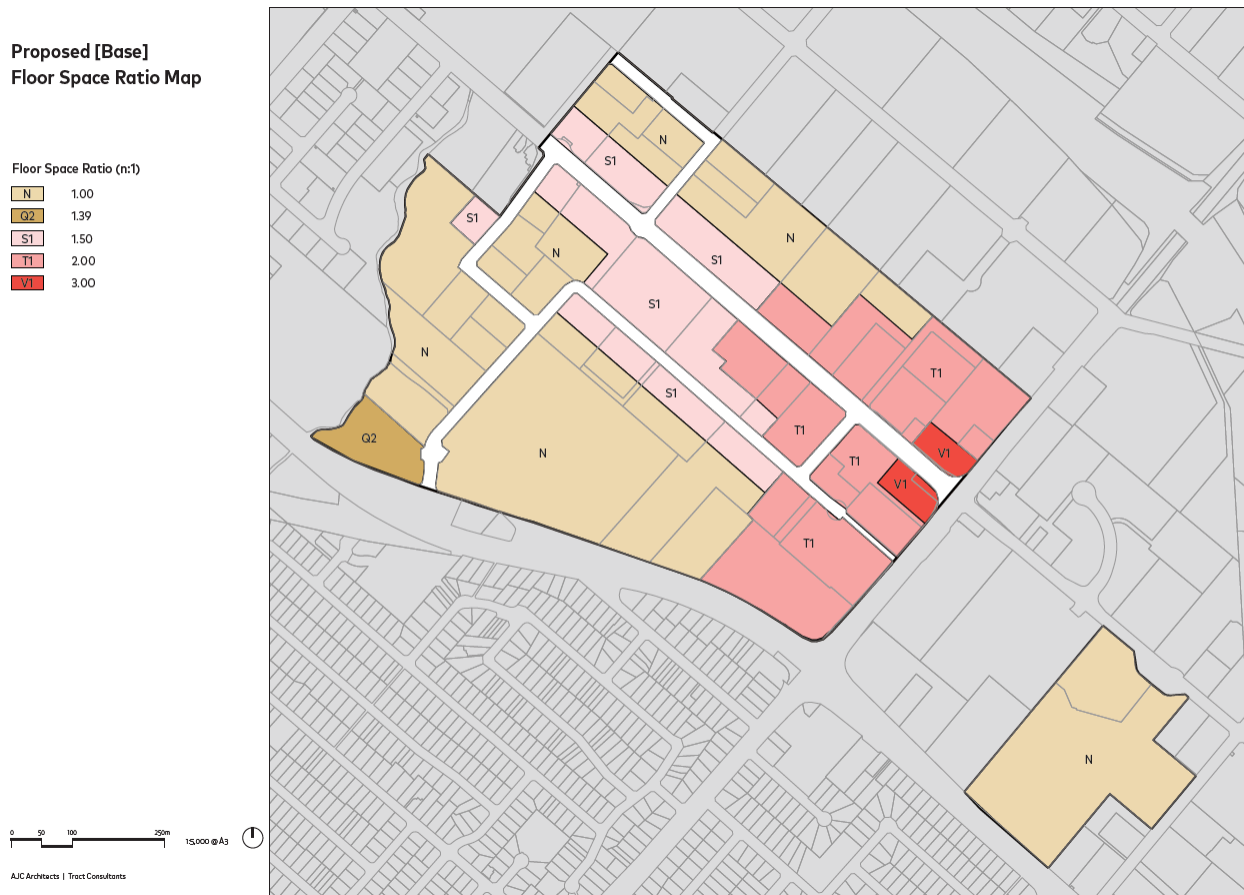 Proposed [Base]
Floor Space Ratio Map
Floor Space Ratio (n:1)
N 1.00
Q2 1.39
S1 1.50
T1 2.00
V1 3.00
N
S1
S1
N
N
S1
S1
N
T1
S1
Q2
T1
N
T1
V1
V1
T1
N
0 50 100 250m
1:5,000 @ A3
AJC Architects | Tract Consultants